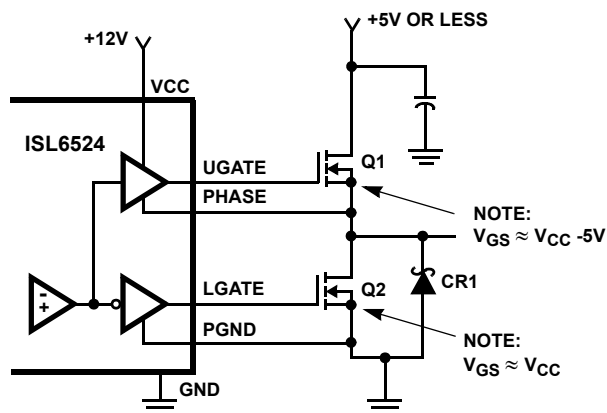 +5V OR LESS
+12V
VCC
ISL6524
UGATE
Q1
PHASE
NOTE:
VGS ≈ VCC -5V
LGATE
Q2
CR1
PGND
NOTE:
VGS ≈ VCC
GND
-
+